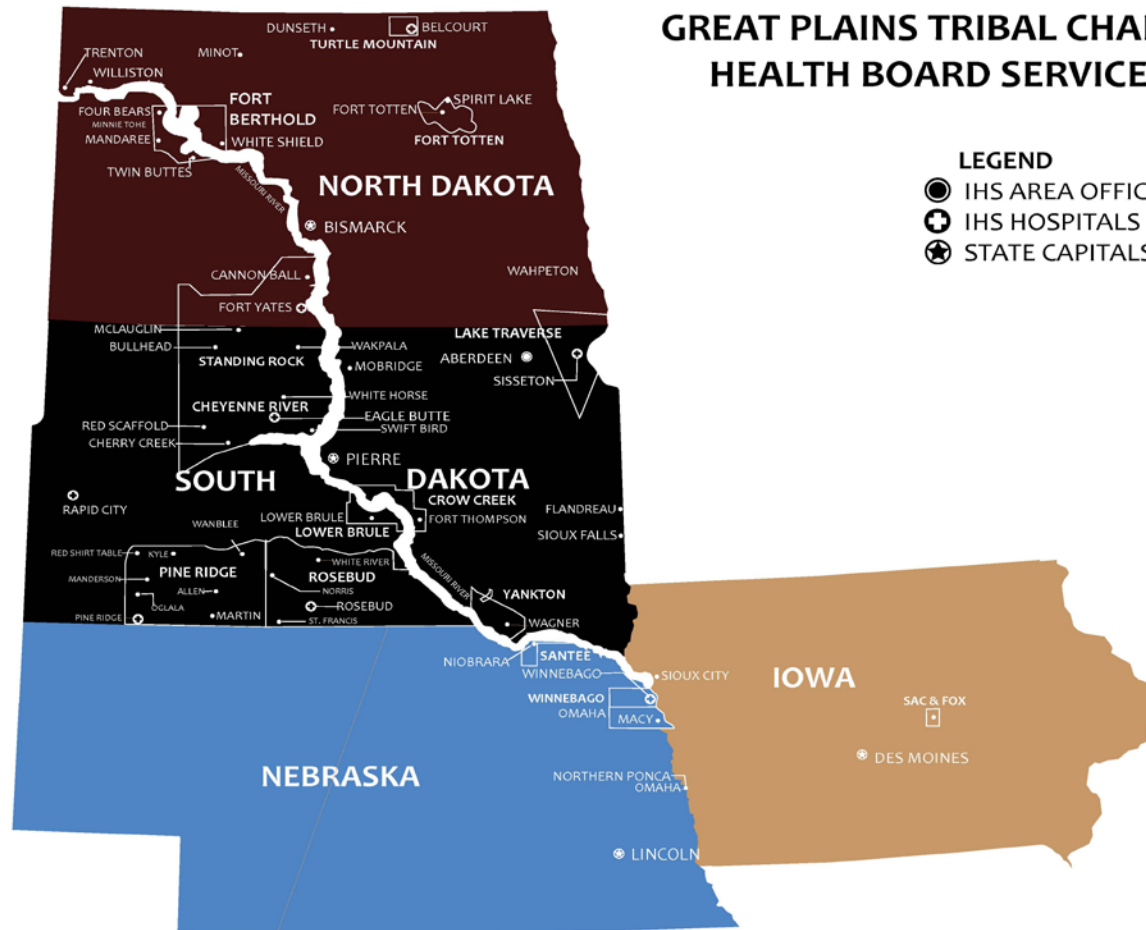 GREAT PLAINS TRIBAL CHAI
HEALTH BOARD SERVICE
LEGEND
IHS AREA OFFIC
IHS HOSPITALS
STATE CAPITALS
DUNSETH
BELCOURT
TURTLE MOUNTAIN
TRENTON
MINOT
WILLISTON
FORT
BERTHOLD
FOUR BEARS
MINNIE TOHE
MANDAREE
WHITE SHIELD
TWIN BUTTES
SPIRIT LAKE
FORT TOTTEN
FORT TOTTEN
MISSOURI RIVER
NORTH DAKOTA
BISMARCK
CANNON BALL
WAHPETON
FORT YATES
MCLAUGLIN
BULLHEAD
STANDING ROCK
WAKPALA
MOBRIDGE
LAKE TRAVERSE
ABERDEEN
SISSETON
WHITE HORSE
CHEYENNE RIVER
EAGLE BUTTE
SWIFT BIRD
RED SCAFFOLD
CHERRY CREEK
PIERRE
SOUTH DAKOTA
CROW CREEK
RAPID CITY
LOWER BRULE
FORT THOMPSON
LOWER BRULE
FLANDREAU
SIOUX FALLS
WANBLEE
RED SHIRT TABLE
KYLE
PINE RIDGE
MANDERSON
ALLEN
OGLALA
MARTIN
PINE RIDGE
WHITE RIVER
ROSEBUD
NORRIS
ROSEBUD
ST. FRANCIS
MISSOURI RIVER
YANKTON
WAGNER
NIOBRARA
SANTEE
WINNEBAGO
SIOUX CITY
WINNEBAGO
OMAHA
MACY
IOWA
SAC & FOX
DES MOINES
NEBRASKA
NORTHERN PONCA
OMAHA
LINCOLN